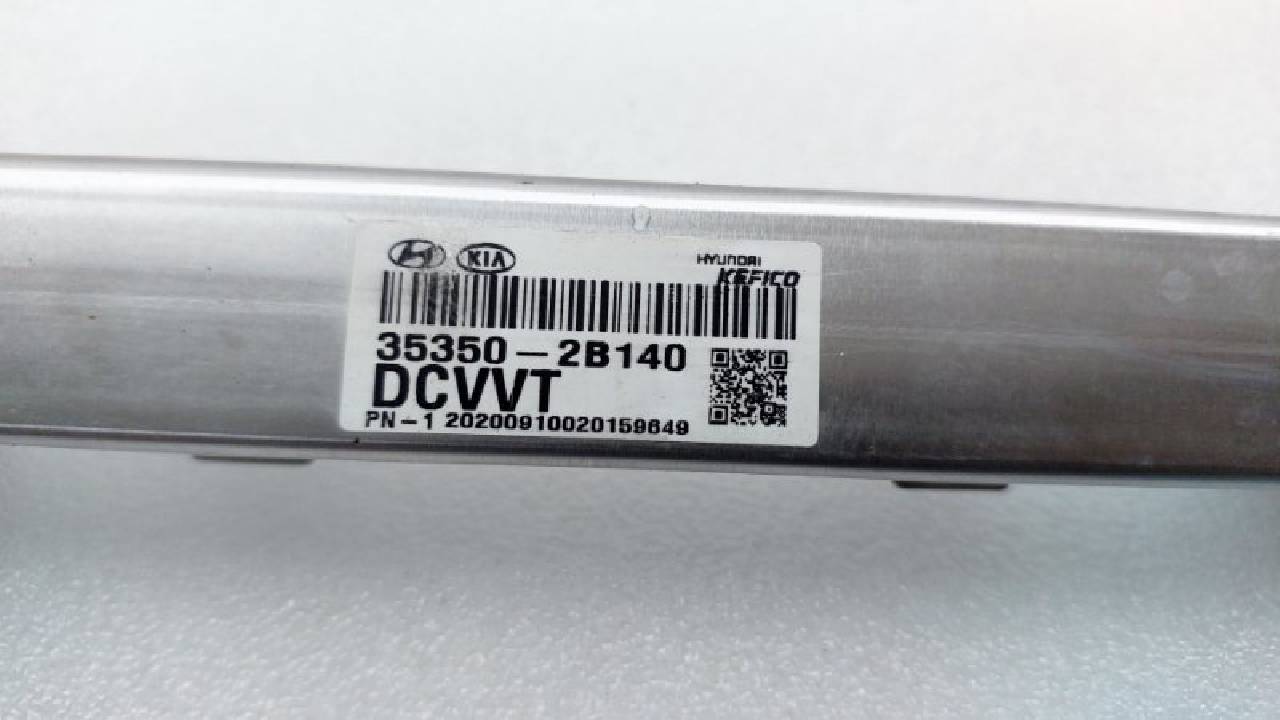 KIA
HYUNDAI
KEFICO
35350-2B140
DCVVT
PN-1 20200910020159649